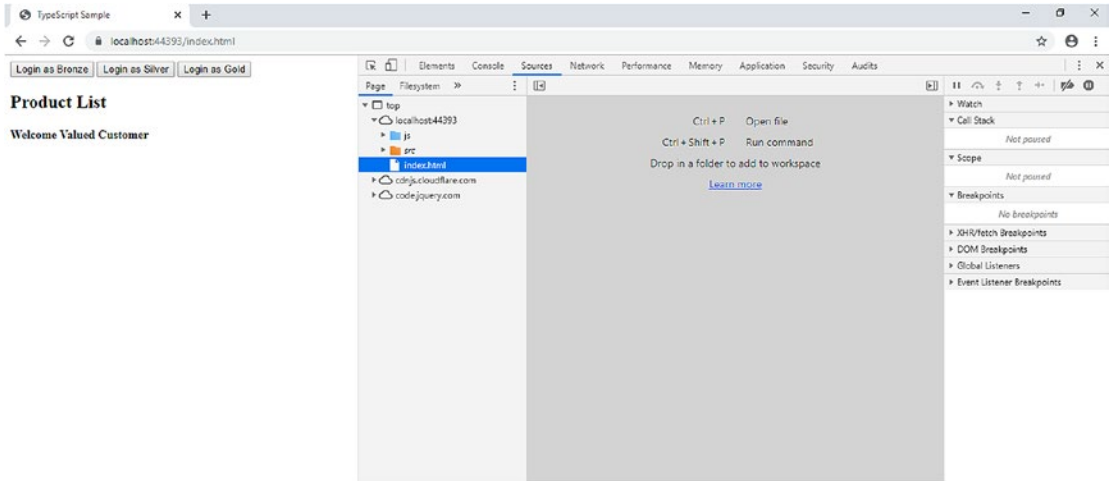 TypeScript Sample
localhost:44393/index.html
Login as Bronze Login as Silver Login as Gold
Product List
Welcome Valued Customer
Elements Console Sources Network Performance Memory Application Security Audits
Page Filesystem »
top
localhost:44393
js
src
index.html
cdnjs.cloudflare.com
code.jquery.com
Ctrl + P Open file
Ctrl + Shift + P Run command
Drop in a folder to add to workspace
Learn more
Watch
Call Stack
Not paused
Scope
Not paused
Breakpoints
No breakpoints
XHR/fetch Breakpoints
DOM Breakpoints
Global Listeners
Event Listener Breakpoints